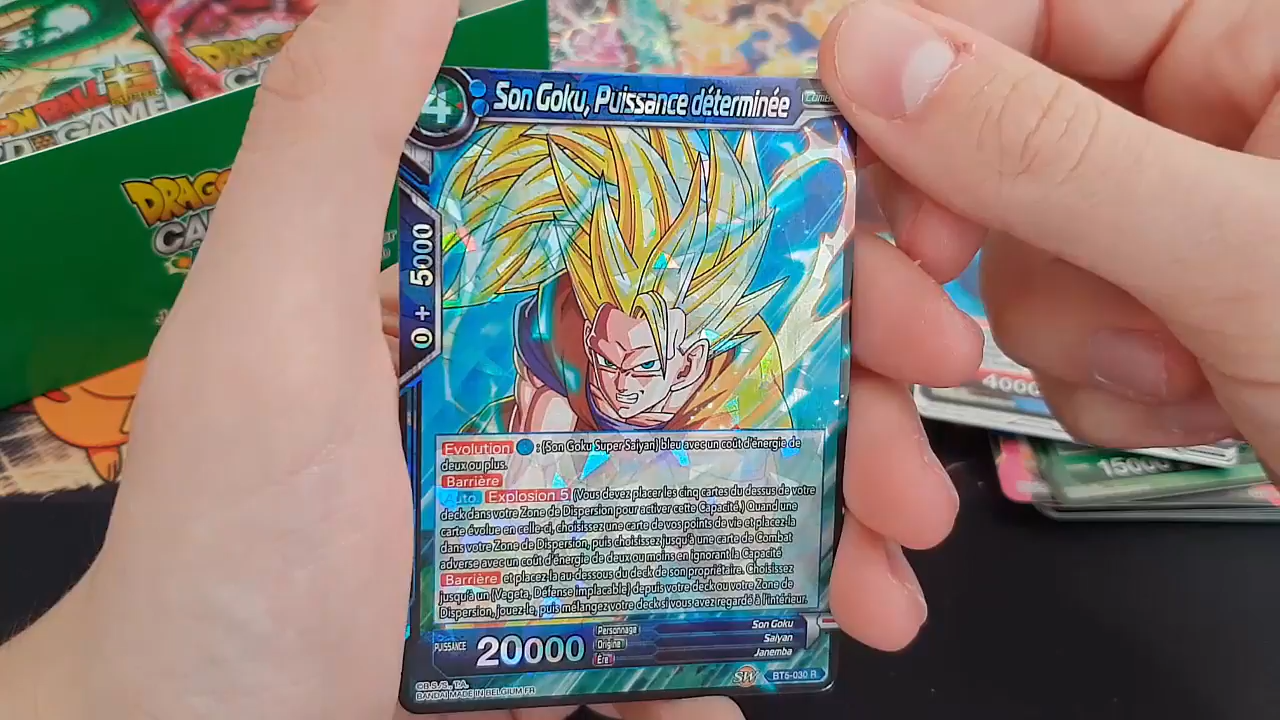 DRAGON BALL SUPER
CARD GAME
DRAGON
CA
4
Son Goku, Puissance déterminée
COMBAT
0 + 5000
Evolution : {Son Goku Super Saiyan} bleu avec un coût d'énergie de
deux ou plus.
Barrière
Auto Explosion 5 (Vous devez placer les cinq cartes du dessus de votre
deck dans votre Zone de Dispersion pour activer cette Capacité.) Quand une
carte évolue en celle-ci, choisissez une carte de vos points de vie et placez-la
dans votre Zone de Dispersion, puis choisissez jusqu'à une carte de Combat
adverse avec un coût d'énergie de deux ou moins en ignorant la Capacité
Barrière et placez la au dessous du deck de son propriétaire. Choisissez
jusqu'à un {Vegeta, Défense implacable} depuis votre deck ou votre Zone de
Dispersion, jouez-le, puis mélangez votre deck si vous avez regardé à l'intérieur.
PUISSANCE 20000
Personnage Son Goku
Origine Saiyan
Ère Janemba
©B.S./S., T.A.
BANDAI MADE IN BELGIUM FR
SW BT5-030 R
4000
15000